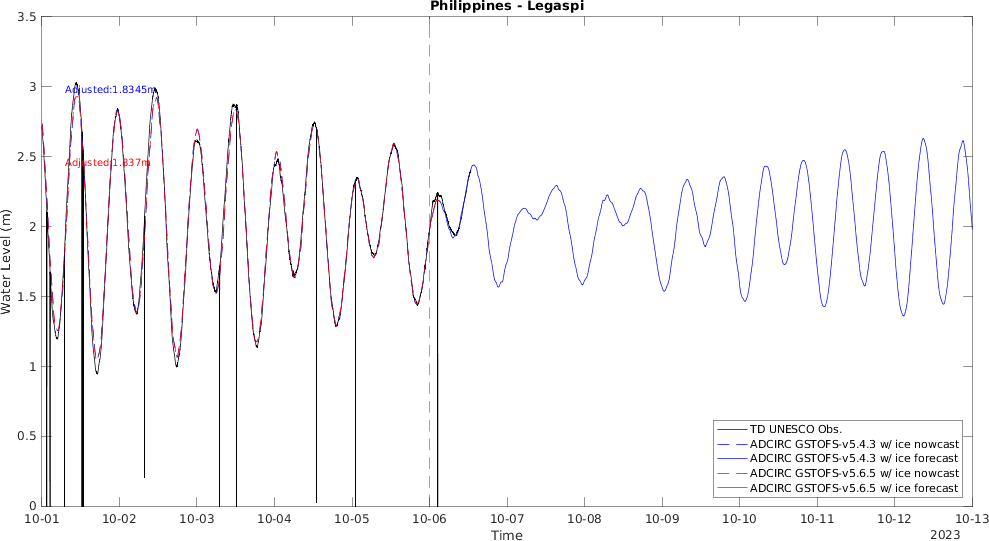 Philippines - Legaspi
3.5
3
2.5
2
1.5
1
0.5
0
Water Level (m)
Adjusted:1.8345m
Adjusted:1.837m
TD UNESCO Obs.
ADCIRC GSTOFS-v5.4.3 w/ ice nowcast
ADCIRC GSTOFS-v5.4.3 w/ ice forecast
ADCIRC GSTOFS-v5.6.5 w/ ice nowcast
ADCIRC GSTOFS-v5.6.5 w/ ice forecast
10-01 10-02 10-03 10-04 10-05 10-06 10-07 10-08 10-09 10-10 10-11 10-12 10-13
Time
2023